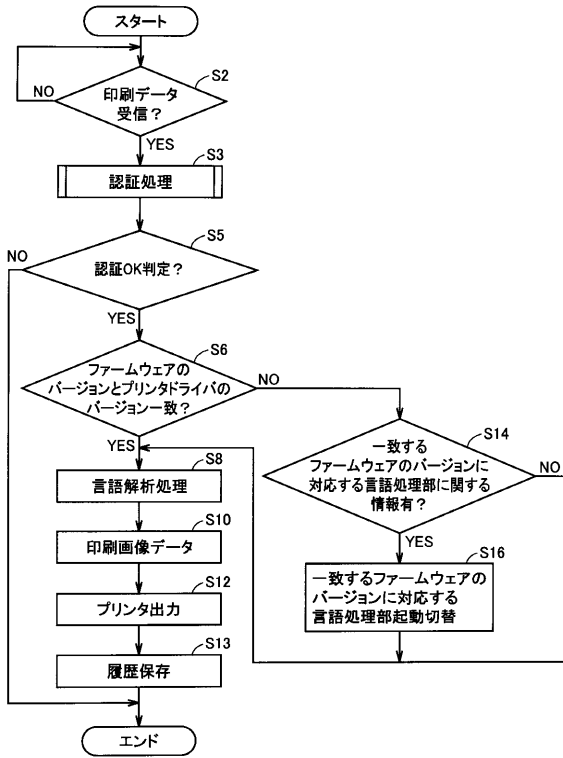 スタート
S2
印刷データ
受信？
NO
YES
S3
認証処理
S5
認証OK判定？
NO
YES
S6
ファームウェアの
バージョンとプリンタドライバの
バージョン一致？
NO
YES
S14
一致する
ファームウェアのバージョンに
対応する言語処理部に関する
情報有？
NO
YES
S16
一致するファームウェアの
バージョンに対応する
言語処理部起動切替
S8
言語解析処理
S10
印刷画像データ
S12
プリンタ出力
S13
履歴保存
エンド